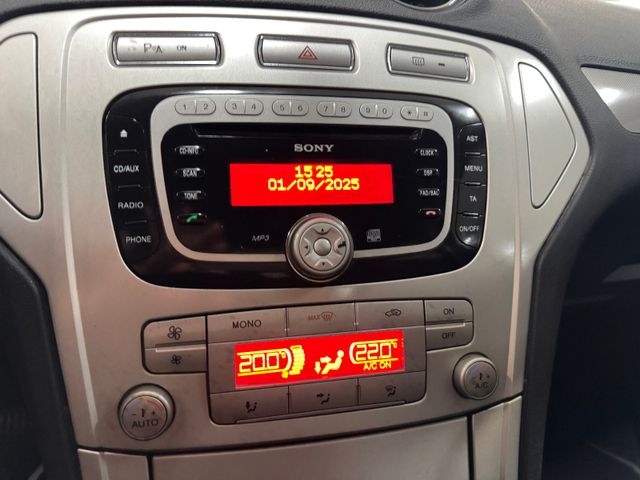 PA ON
1 2 3 4 5 6 7 8 9 0 * #
SONY
CD-INFO
SCAN
TONE
15 25
01/09/2025
CLOCK
DSP
FAD/BAL
CD/AUX
RADIO
PHONE
AST
MENU
TA
ON/OFF
MP3
MONO
MAX
ON
OFF
20.0°c
22.0°c
A/C ON
AUTO
A/C